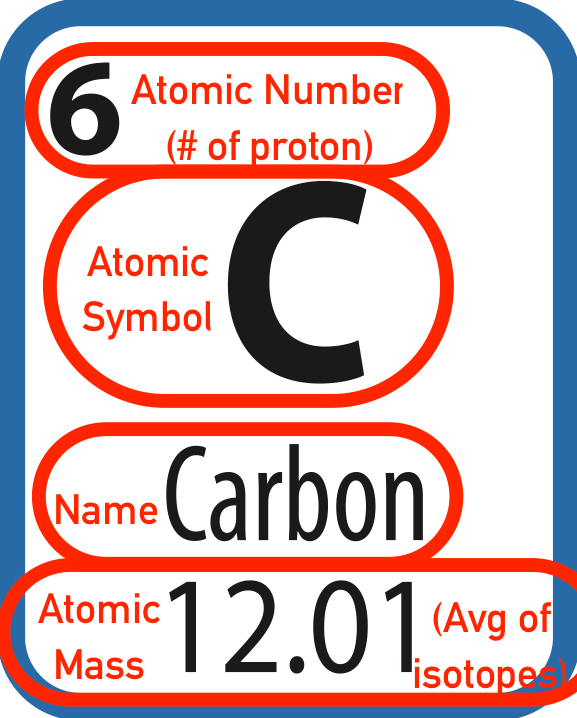 6 Atomic Number
(# of proton)
Atomic
Symbol
C
Name Carbon
Atomic
Mass
12.01
(Avg of
isotopes)